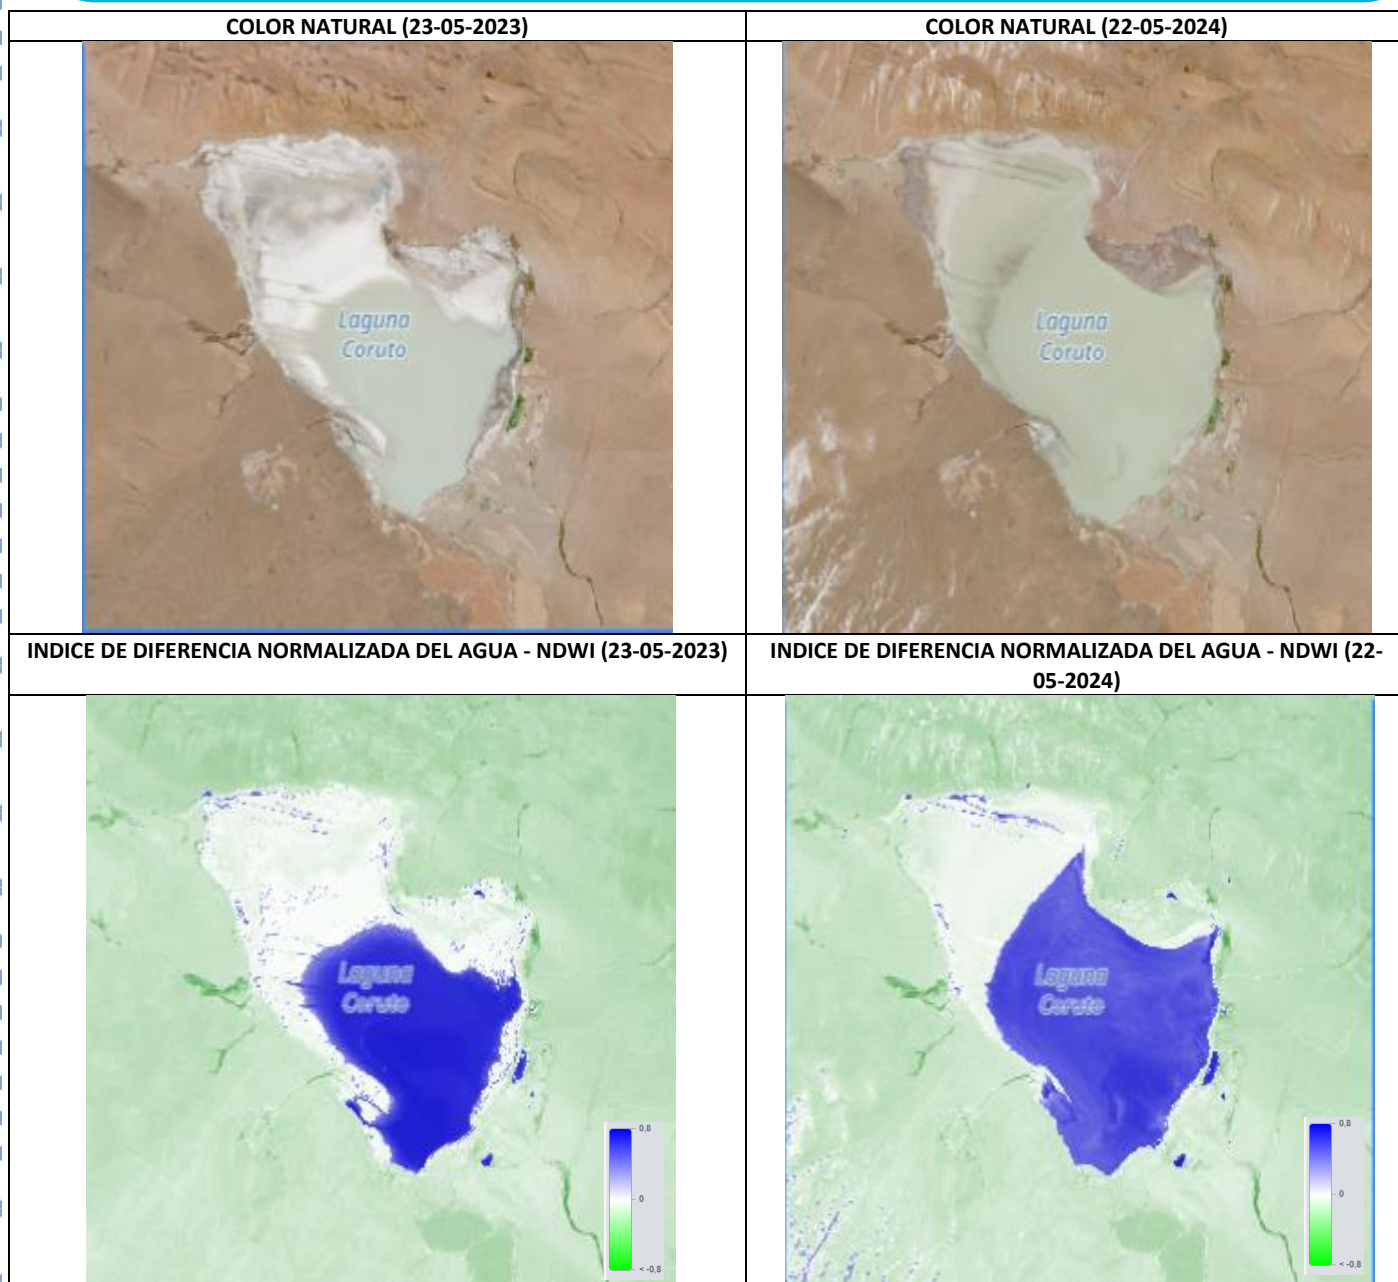 COLOR NATURAL (23-05-2023)
COLOR NATURAL (22-05-2024)
Laguna
Coruto
Laguna
Coruto
INDICE DE DIFERENCIA NORMALIZADA DEL AGUA - NDWI (23-05-2023)
INDICE DE DIFERENCIA NORMALIZADA DEL AGUA - NDWI (22-
05-2024)
Laguna
Coruto
0,8
0
< -0,8
Laguna
Coruto
0,8
0
< -0,8